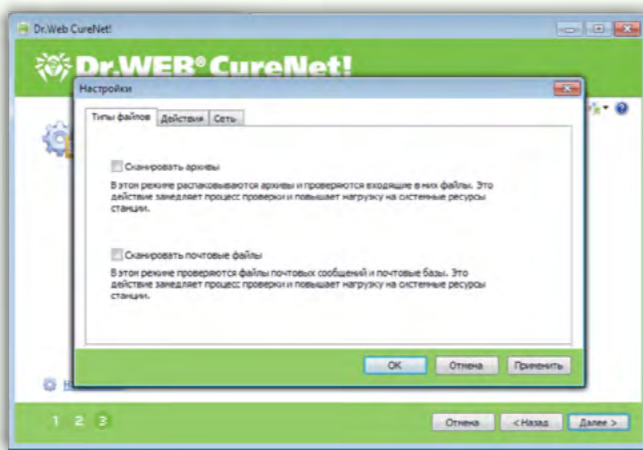 Dr.Web CureNet!
Dr.WEB® CureNet!
Настройки
Типы файлов Действия Сеть
Сканировать архивы
В этом режиме распаковываются архивы и проверяются входящие в них файлы. Это
действие замедляет процесс проверки и повышает нагрузку на системные ресурсы
станции.
Сканировать почтовые файлы
В этом режиме проверяются файлы почтовых сообщений и почтовые базы. Это
действие замедляет процесс проверки и повышает нагрузку на системные ресурсы
станции.
ОК Отмена Применить
1 2 3 Отмена < Назад Далее >